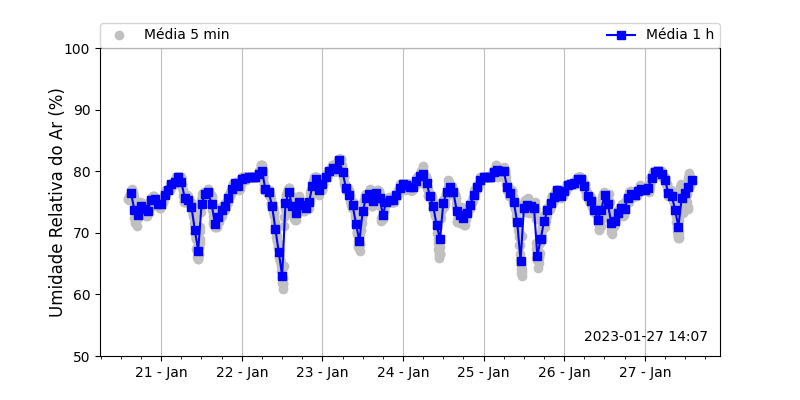 Média 5 min
Média 1 h
Umidade Relativa do Ar (%)
100
90
80
70
60
50
2023-01-27 14:07
21 - Jan
22 - Jan
23 - Jan
24 - Jan
25 - Jan
26 - Jan
27 - Jan